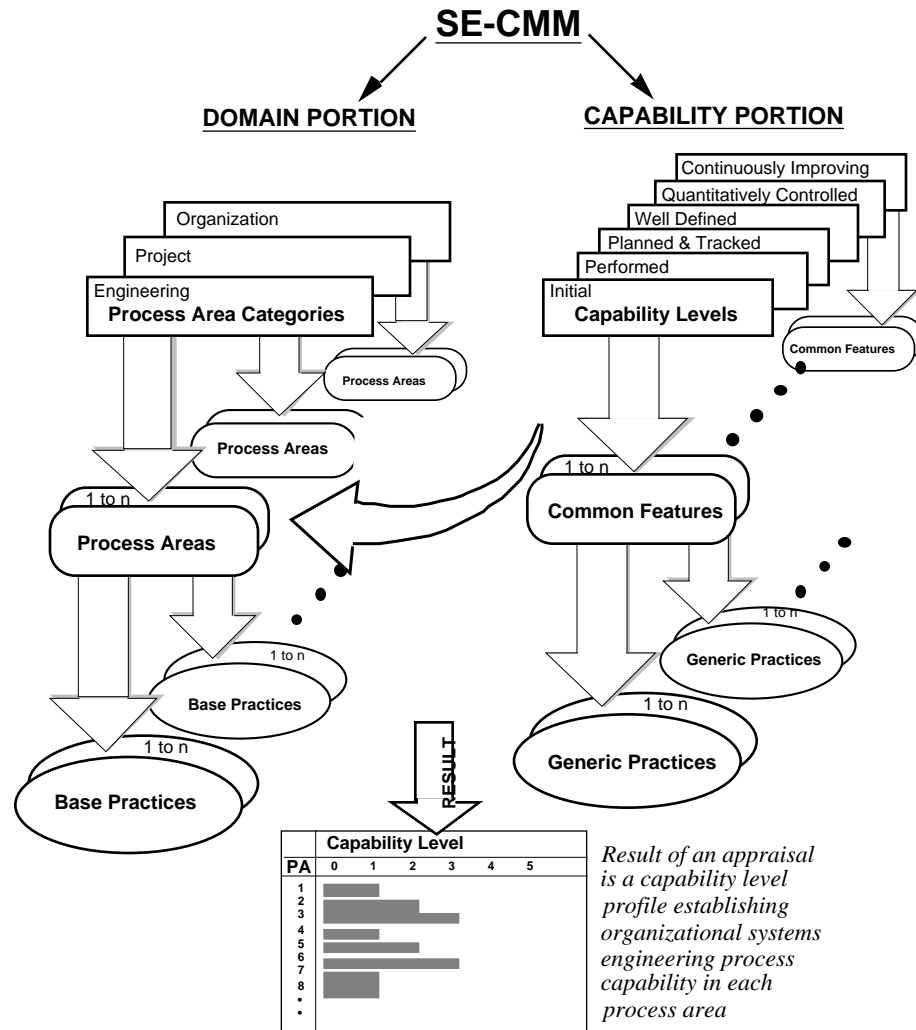 SE-CMM
DOMAIN PORTION
CAPABILITY PORTION
Organization
Project
Engineering
Process Area Categories
Process Areas
Process Areas
1 to n
Process Areas
1 to n
Base Practices
1 to n
Base Practices
Continuously Improving
Quantitatively Controlled
Well Defined
Planned & Tracked
Performed
Initial
Capability Levels
Common Features
1 to n
Common Features
1 to n
Generic Practices
1 to n
Generic Practices
RESULT
Capability Level
PA 0 1 2 3 4 5
1
2
3
4
5
6
7
8
Result of an appraisal
is a capability level
profile establishing
organizational systems
engineering process
capability in each
process area